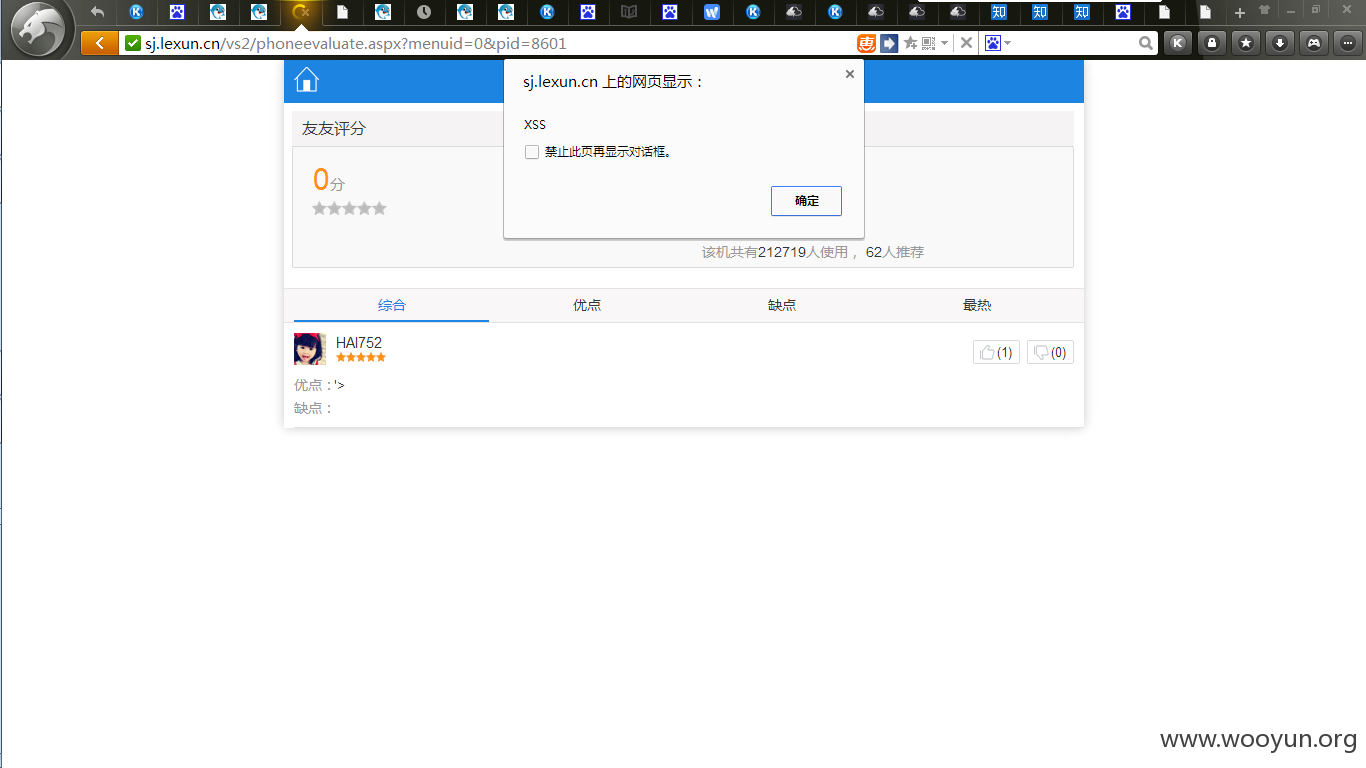 sj.lexun.cn/vs2/phoneevaluate.aspx?menuid=0&pid=8601
sj.lexun.cn 上的网页显示：
XSS
禁止此页再显示对话框。
确定
友友评分
0分
该机共有212719人使用 ，62人推荐
综合 优点 缺点 最热
HAI752
(1) (0)
优点：'>
缺点：
www.wooyun.org